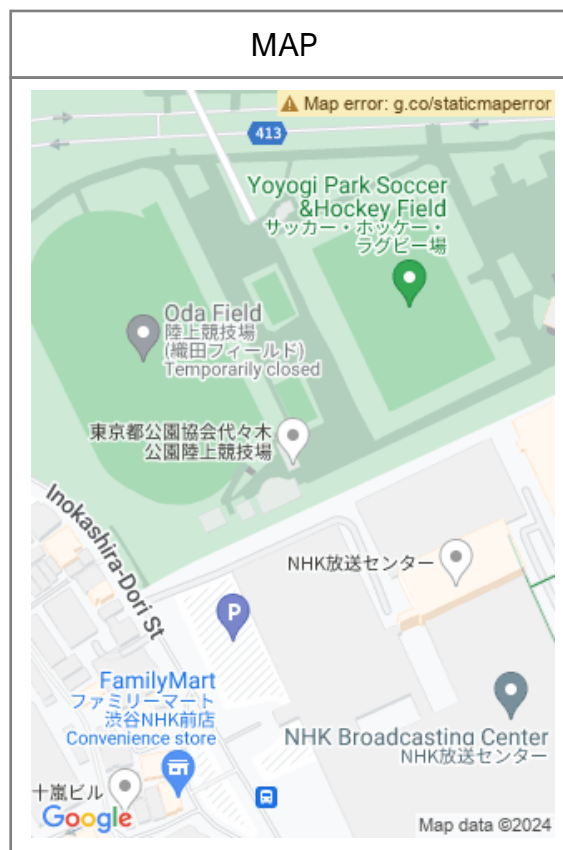 MAP
Map error: g.co/staticmaperror
413
Yoyogi Park Soccer
&Hockey Field
サッカー・ホッケー・
ラグビー場
Oda Field
陸上競技場
(織田フィールド)
Temporarily closed
東京都公園協会代々木
公園陸上競技場
Inokashira-Dori St
NHK放送センター
P
FamilyMart
ファミリーマート
渋谷NHK前店
Convenience store
NHK Broadcasting Center
NHK放送センター
十嵐ビル
Google
Map data ©2024